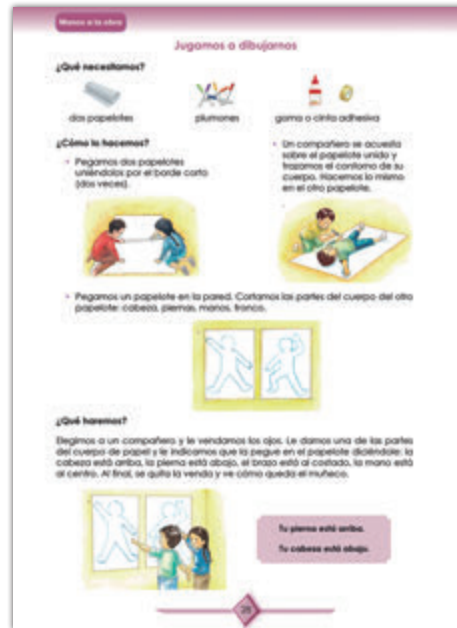 Manos a la obra
Jugamos a dibujarnos
¿Qué necesitamos?
dos papelotes
plumones
goma o cinta adhesiva
¿Cómo lo hacemos?
• Pegamos dos papelotes
uniéndolos por el borde corto
(dos veces).
• Un compañero se acuesta
sobre el papelote unido y
trazamos el contorno de su
cuerpo. Hacemos lo mismo
en el otro papelote.
• Pegamos un papelote en la pared. Cortamos las partes del cuerpo del otro
papelote: cabeza, piernas, manos, tronco.
¿Qué haremos?
Elegimos a un compañero y le vendamos los ojos. Le damos una de las partes
del cuerpo de papel y le indicamos que la pegue en el papelote diciéndole: la
cabeza está arriba, la pierna está abajo, el brazo está al costado, la mano está
al centro. Al final, se quita la venda y ve cómo queda el muñeco.
Tu pierna está arriba.
Tu cabeza está abajo.